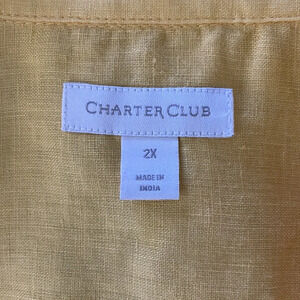 CHARTER CLUB
2X
MADE IN
INDIA